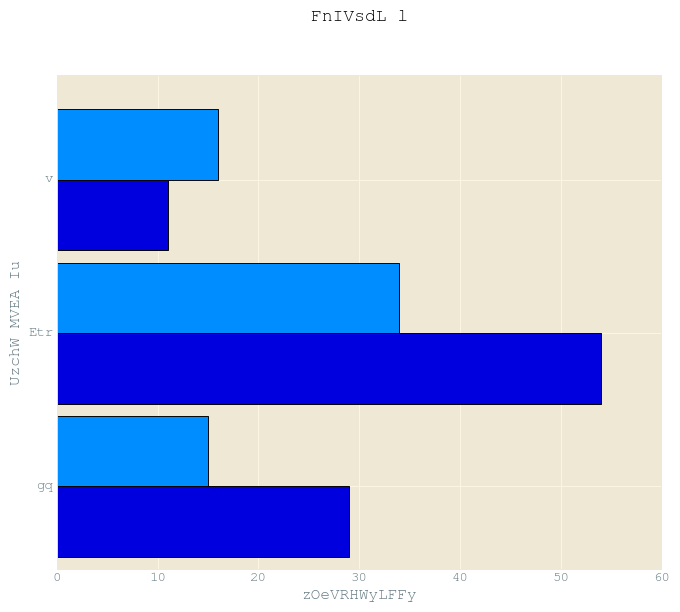 FnIVsdL l
UzchW MVEA Iu
v
Etr
gq
0 10 20 30 40 50 60
zOeVRHWyLFFy